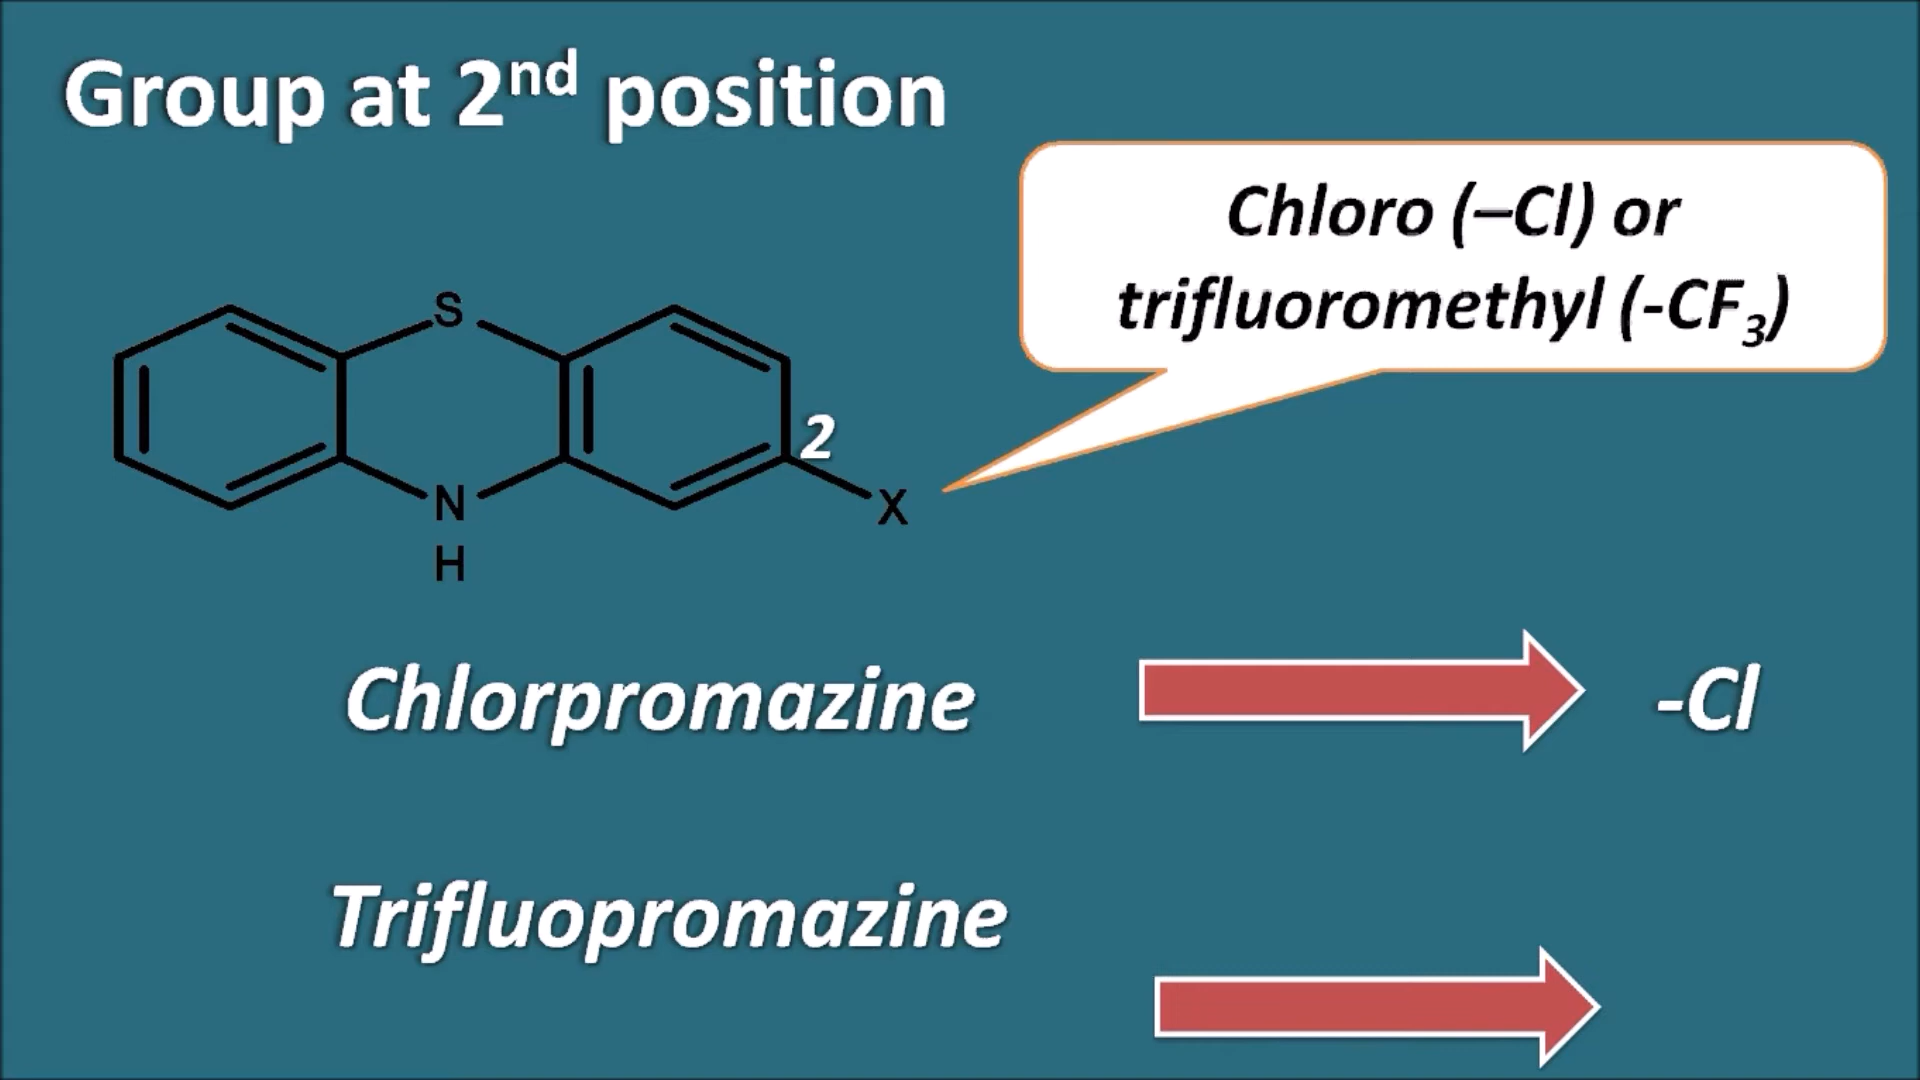 Group at 2nd position
Chloro (–Cl) or
trifluoromethyl (-CF3)
S
2
N
H
X
Chlorpromazine
-Cl
Trifluopromazine